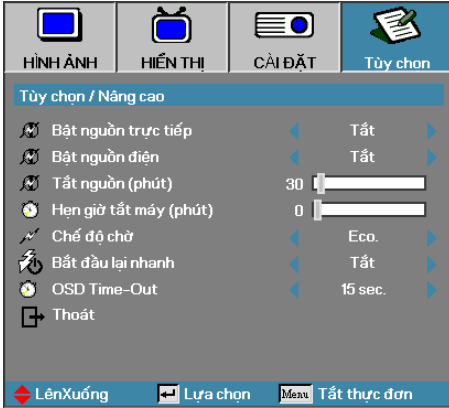 HÌNH ẢNH HIỂN THỊ CÀI ĐẶT Tùy chọn
Tùy chọn / Nâng cao
Bật nguồn trực tiếp Tắt
Bật nguồn điện Tắt
Tắt nguồn (phút) 30
Hẹn giờ tắt máy (phút) 0
Chế độ chờ Eco.
Bắt đầu lại nhanh Tắt
OSD Time-Out 15 sec.
Thoát
LênXuống Lựa chọn Menu Tắt thực đơn